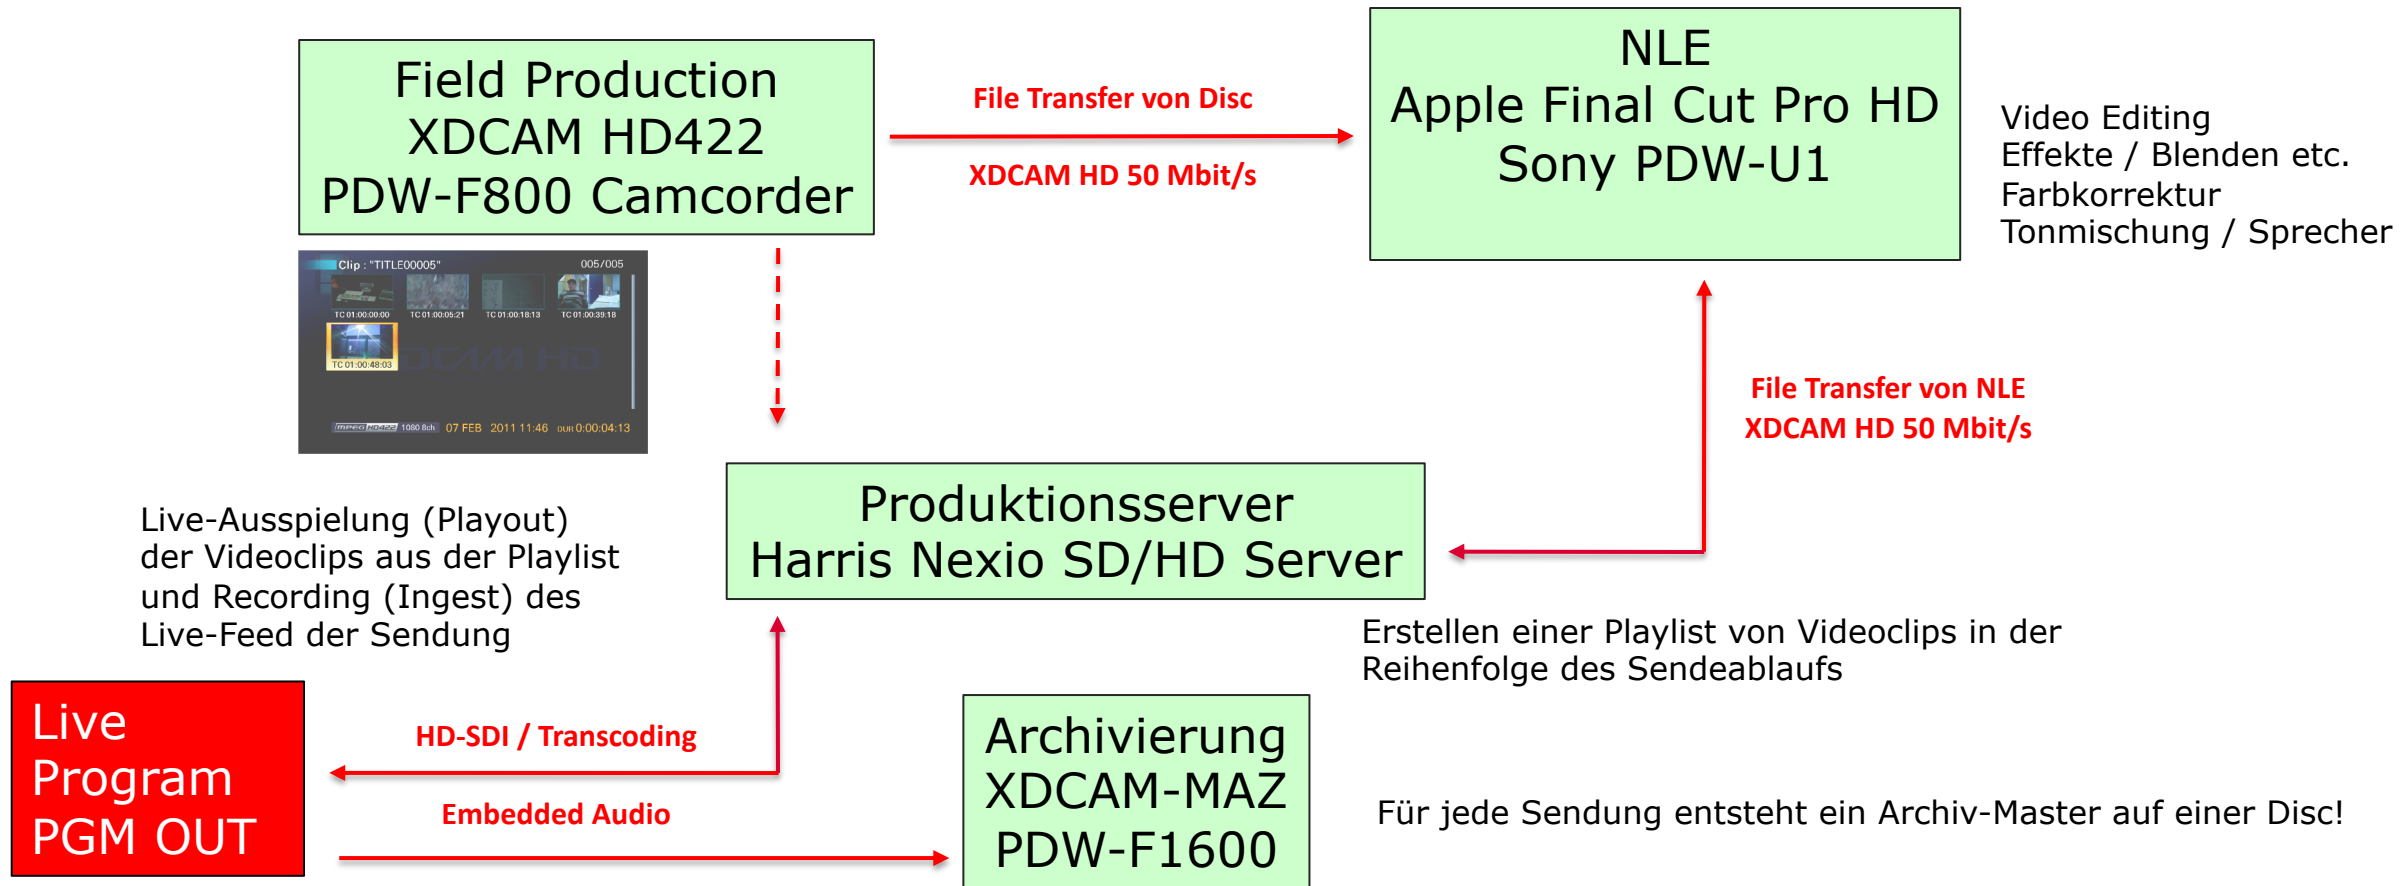 Field Production
XDCAM HD422
PDW-F800 Camcorder
File Transfer von Disc
XDCAM HD 50 Mbit/s
NLE
Apple Final Cut Pro HD
Sony PDW-U1
Video Editing
Effekte / Blenden etc.
Farbkorrektur
Tonmischung / Sprecher
Clip : "TITLE00005" 005/005
TC 01:00:00:00 TC 01:00:05:21 TC 01:00:18:13 TC 01:00:39:18
TC 01:00:48:03
XDCAM HD
MPEG HD422 1080 8ch 07 FEB 2011 11:46 DUR 0:00:04:13
File Transfer von NLE
XDCAM HD 50 Mbit/s
Produktionsserver
Harris Nexio SD/HD Server
Live-Ausspielung (Playout)
der Videoclips aus der Playlist
und Recording (Ingest) des
Live-Feed der Sendung
Erstellen einer Playlist von Videoclips in der
Reihenfolge des Sendeablaufs
Live
Program
PGM OUT
HD-SDI / Transcoding
Embedded Audio
Archivierung
XDCAM-MAZ
PDW-F1600
Für jede Sendung entsteht ein Archiv-Master auf einer Disc!